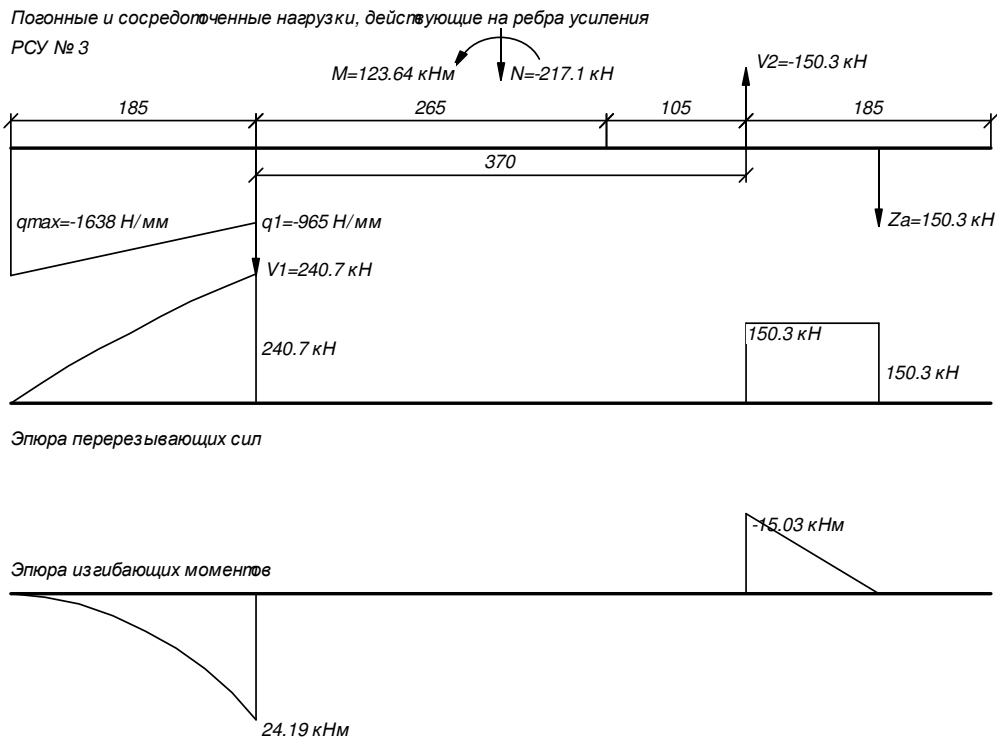 Погонные и сосредоточенные нагрузки, действующие на ребра усиления
РСУ № 3
M=123.64 кНм
N=-217.1 кН
V2=-150.3 кН
185
265
105
185
370
qmax=-1638 Н/мм
q1=-965 Н/мм
Za=150.3 кН
V1=240.7 кН
240.7 кН
150.3 кН
150.3 кН
Эпюра перерезывающих сил
-15.03 кНм
Эпюра изгибающих моментов
24.19 кНм